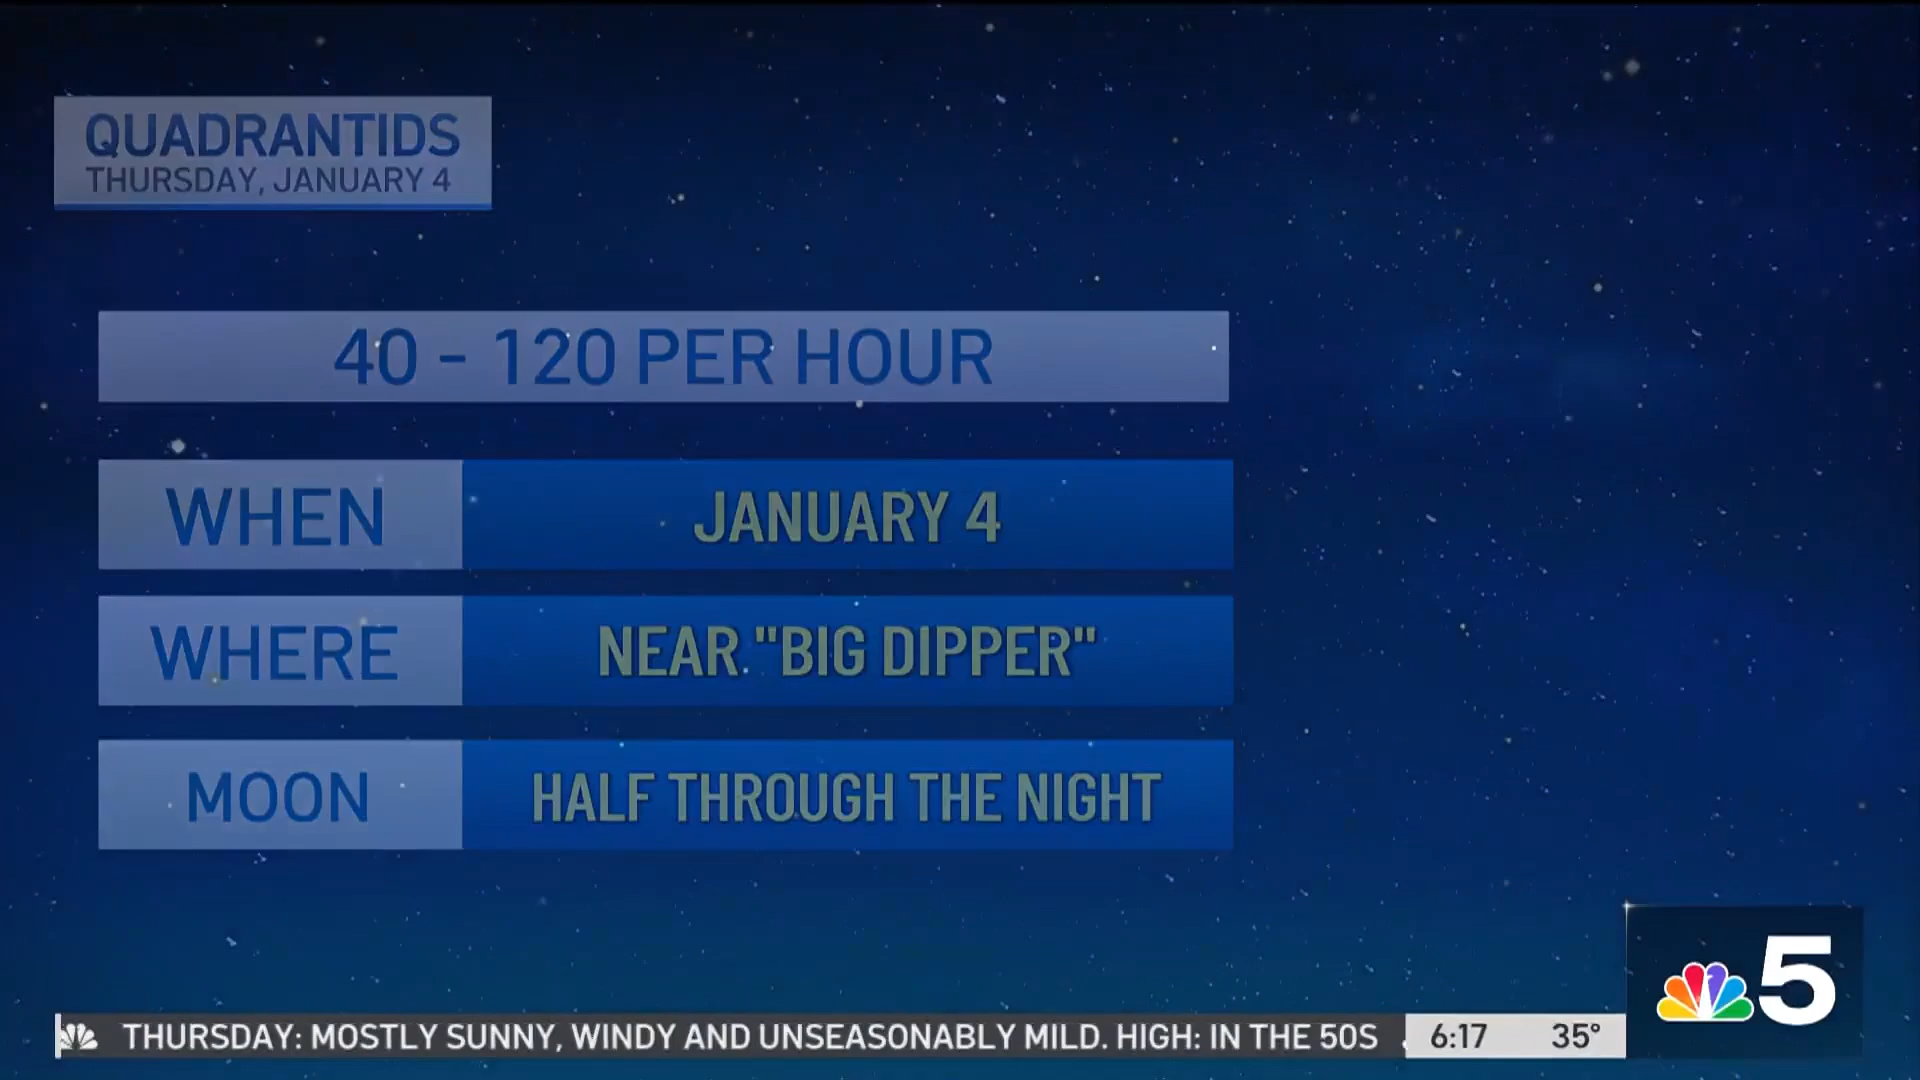 QUADRANTIDS
THURSDAY, JANUARY 4
40 - 120 PER HOUR
WHEN
JANUARY 4
WHERE
NEAR "BIG DIPPER"
MOON
HALF THROUGH THE NIGHT
5
THURSDAY: MOSTLY SUNNY, WINDY AND UNSEASONABLY MILD. HIGH: IN THE 50S
6:17
35°